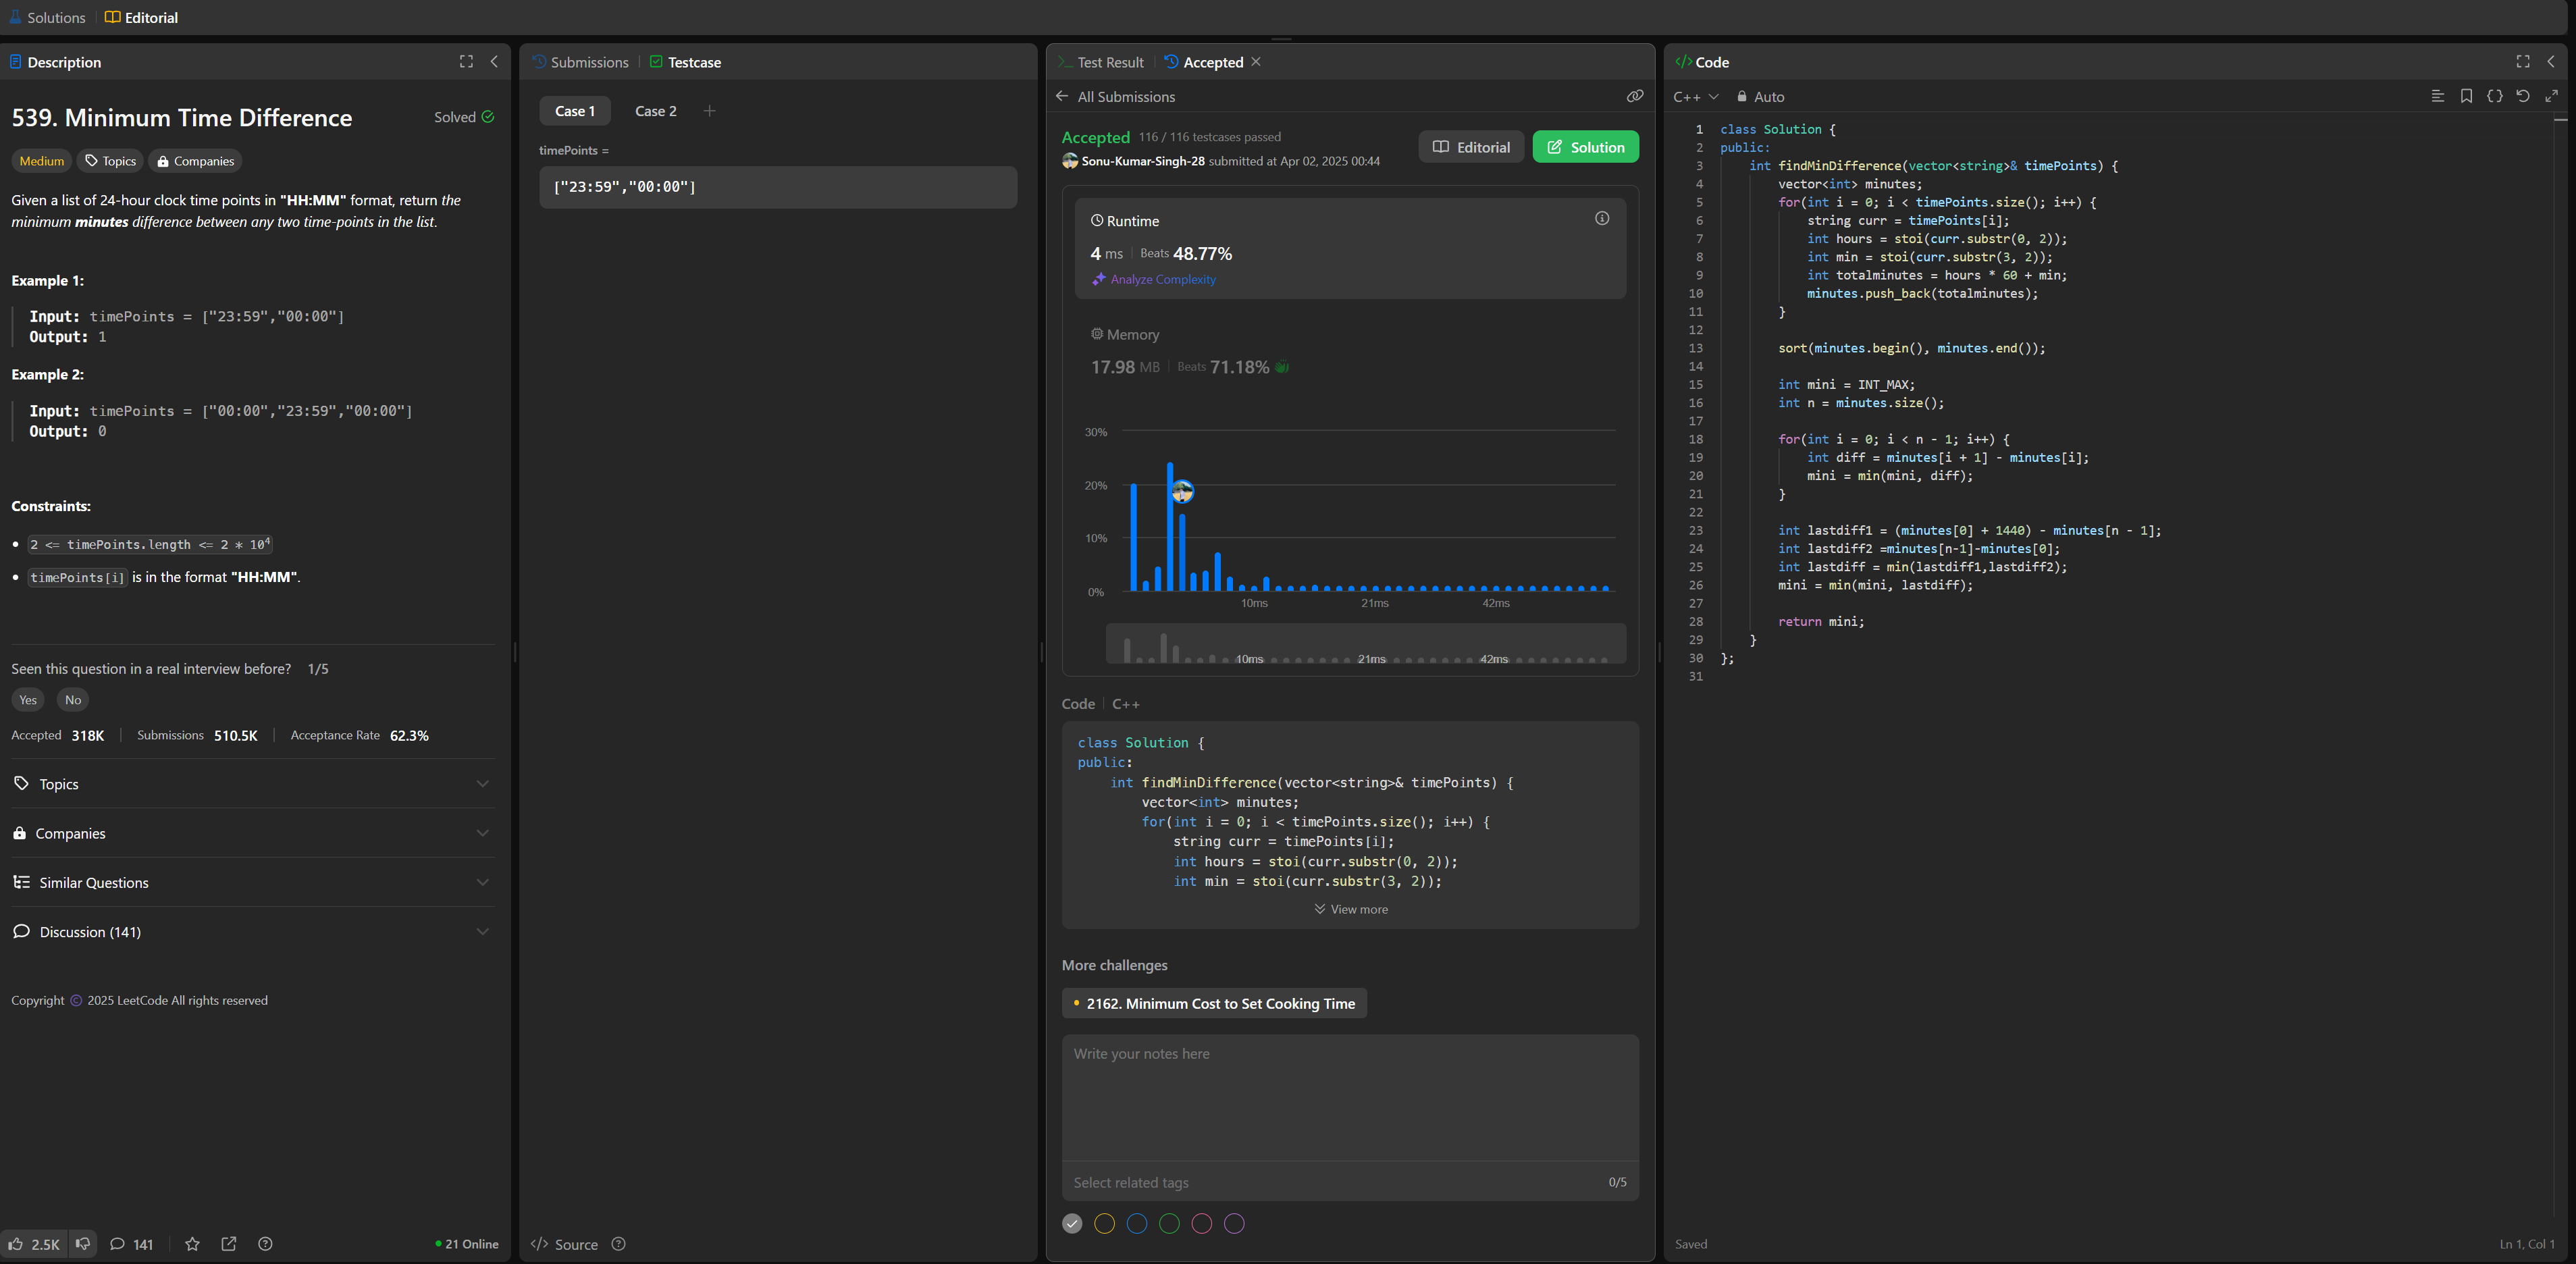 Solutions
Editorial
Description
539. Minimum Time Difference
Solved
Medium
Topics
Companies
Given a list of 24-hour clock time points in "HH:MM" format, return the
minimum minutes difference between any two time-points in the list.
Example 1:
Input: timePoints = ["23:59","00:00"]
Output: 1
Example 2:
Input: timePoints = ["00:00","23:59","00:00"]
Output: 0
Constraints:
2 <= timePoints.length <= 2 * 10⁴
timePoints[i] is in the format "HH:MM".
Seen this question in a real interview before? 1/5
Yes
No
Accepted 318K
Submissions 510.5K
Acceptance Rate 62.3%
Topics
Companies
Similar Questions
Discussion (141)
Copyright © 2025 LeetCode All rights reserved
2.5K
141
21 Online
Submissions
Testcase
Case 1
Case 2
timePoints =
["23:59","00:00"]
Source
Test Result
Accepted
All Submissions
Accepted 116 / 116 testcases passed
Sonu-Kumar-Singh-28 submitted at Apr 02, 2025 00:44
Editorial
Solution
Runtime
4 ms
Beats 48.77%
Analyze Complexity
Memory
17.98 MB
Beats 71.18%
30%
20%
10%
0%
10ms
21ms
42ms
10ms
21ms
42ms
Code
C++
class Solution {
public:
int findMinDifference(vector<string>& timePoints) {
vector<int> minutes;
for(int i = 0; i < timePoints.size(); i++) {
string curr = timePoints[i];
int hours = stoi(curr.substr(0, 2));
int min = stoi(curr.substr(3, 2));
View more
More challenges
2162. Minimum Cost to Set Cooking Time
Write your notes here
Select related tags
0/5
Code
C++
Auto
1 class Solution {
2 public:
3 int findMinDifference(vector<string>& timePoints) {
4 vector<int> minutes;
5 for(int i = 0; i < timePoints.size(); i++) {
6 string curr = timePoints[i];
7 int hours = stoi(curr.substr(0, 2));
8 int min = stoi(curr.substr(3, 2));
9 int totalminutes = hours * 60 + min;
10 minutes.push_back(totalminutes);
11 }
12
13 sort(minutes.begin(), minutes.end());
14
15 int mini = INT_MAX;
16 int n = minutes.size();
17
18 for(int i = 0; i < n - 1; i++) {
19 int diff = minutes[i + 1] - minutes[i];
20 mini = min(mini, diff);
21 }
22
23 int lastdiff1 = (minutes[0] + 1440) - minutes[n - 1];
24 int lastdiff2 =minutes[n-1]-minutes[0];
25 int lastdiff = min(lastdiff1,lastdiff2);
26 mini = min(mini, lastdiff);
27
28 return mini;
29 }
30 };
31
Saved
Ln 1, Col 1